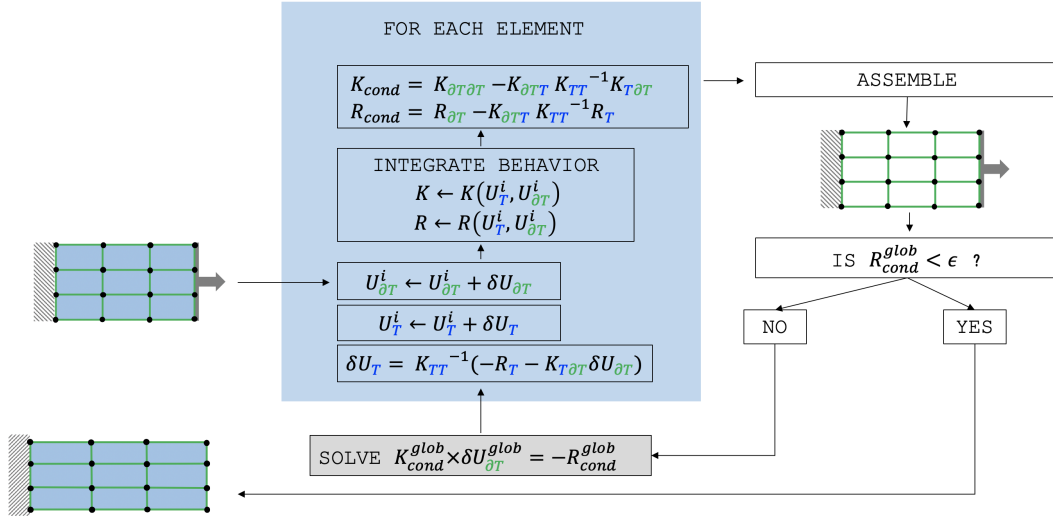 FOR EACH ELEMENT
K_cond = K_∂T∂T − K_∂TT K_TT⁻¹ K_T∂T
R_cond = R_∂T − K_∂TT K_TT⁻¹ R_T
INTEGRATE BEHAVIOR
K ← K(U_T^i, U_∂T^i)
R ← R(U_T^i, U_∂T^i)
U_∂T^i ← U_∂T^i + δU_∂T
U_T^i ← U_T^i + δU_T
δU_T = K_TT⁻¹(−R_T − K_T∂T δU_∂T)
SOLVE K_cond^glob × δU_∂T^glob = −R_cond^glob
ASSEMBLE
IS R_cond^glob < ϵ ?
NO
YES